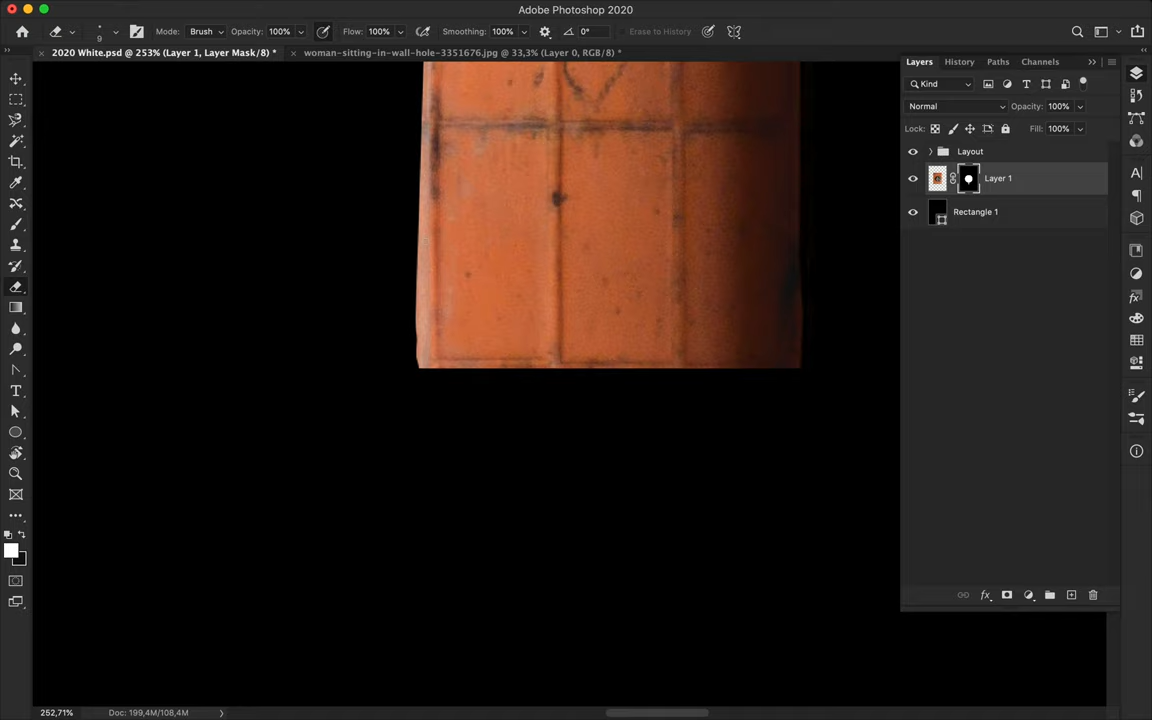 Adobe Photoshop 2020
9
Mode: Brush Opacity: 100% Flow: 100% Smoothing: 100% 0° Erase to History
2020 White.psd @ 253% (Layer 1, Layer Mask/8) * × woman-sitting-in-wall-hole-3351676.jpg @ 33,3% (Layer 0, RGB/8) *
Layers History Paths Channels
Kind
Normal Opacity: 100%
Lock: Fill: 100%
Layout
Layer 1
Rectangle 1
252,71% Doc: 199,4M/108,4M